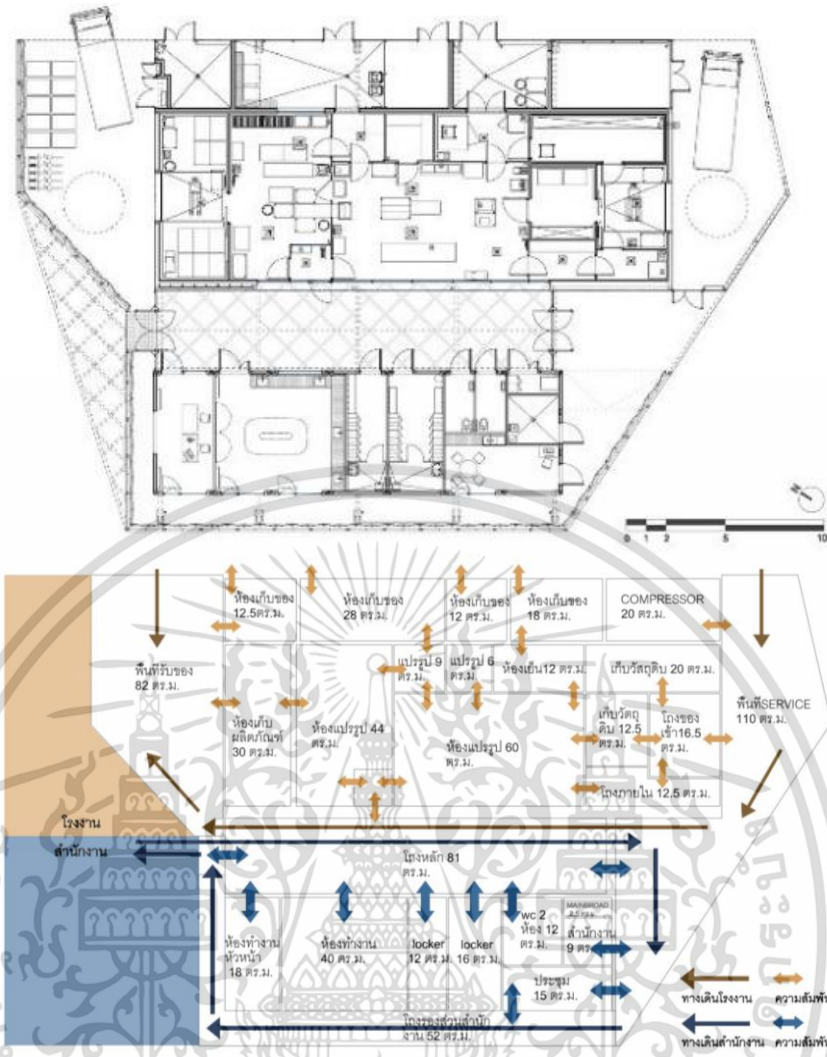 N
0 1 2 5 10
ห้องเก็บของ
12.5ตร.ม.
ห้องเก็บของ
28 ตร.ม.
ห้องเก็บของ
12 ตร.ม.
ห้องเก็บของ
18 ตร.ม.
COMPRESSOR
20 ตร.ม.
พื้นที่รับของ
82 ตร.ม.
แปรรูป 9
ตร.ม.
แปรรูป 6
ตร.ม.
ห้องเย็น12 ตร.ม.
เก็บวัสถุดิบ 20 ตร.ม.
ห้องเก็บ
ผลิตภัณฑ์
30 ตร.ม.
ห้องแปรรูป 44
ตร.ม.
ห้องแปรรูป 60
ตร.ม.
เก็บวัตถุ
ดิบ 12.5
ตร.ม.
โถงของ
เข้า16.5
ร.ม.
พื้นที่SERVICE
110 ตร.ม.
โถงภายใน 12.5 ตร.ม.
โรงงาน
สำนักงาน
โถงหลัก 81
ตร.ม.
ห้องทำงาน
หัวหน้า
18 ตร.ม.
ห้องทำงาน
40 ตร.ม.
locker
12 ตร.ม.
locker
16 ตร.ม.
wc 2
ห้อง 12
ตร.ม.
MAINBROAD
2.5 ตร.ม.
สำนักงาน
9 ตร.
ประชุม
15 ตร.ม.
โถงรองส่วนสำนัก
งาน 52 ตร.ม.
ทางเดินโรงงาน ความสัมพัน
ทางเดินสำนักงาน ความสัมพัน